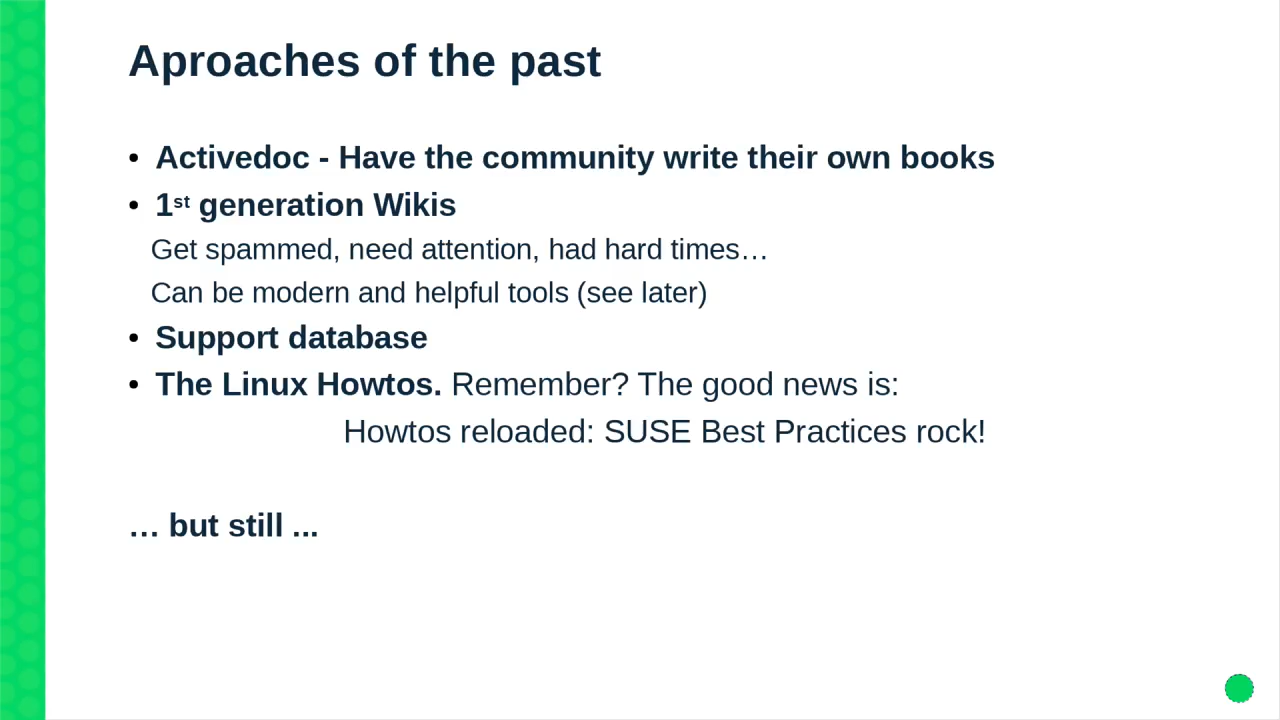 Aproaches of the past
• Activedoc - Have the community write their own books
• 1st generation Wikis
Get spammed, need attention, had hard times…
Can be modern and helpful tools (see later)
• Support database
• The Linux Howtos. Remember? The good news is:
Howtos reloaded: SUSE Best Practices rock!
… but still ...